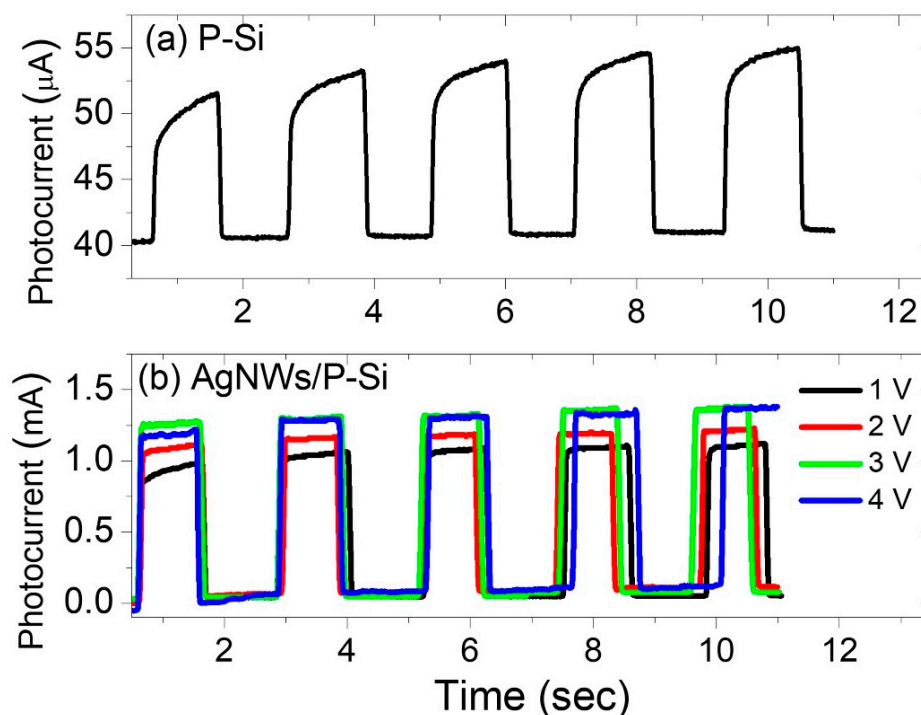 (a) P-Si
Photocurrent (μA)
55
50
45
40
2 4 6 8 10 12
(b) AgNWs/P-Si
Photocurrent (mA)
1.5
1.0
0.5
0.0
1 V
2 V
3 V
4 V
2 4 6 8 10 12
Time (sec)